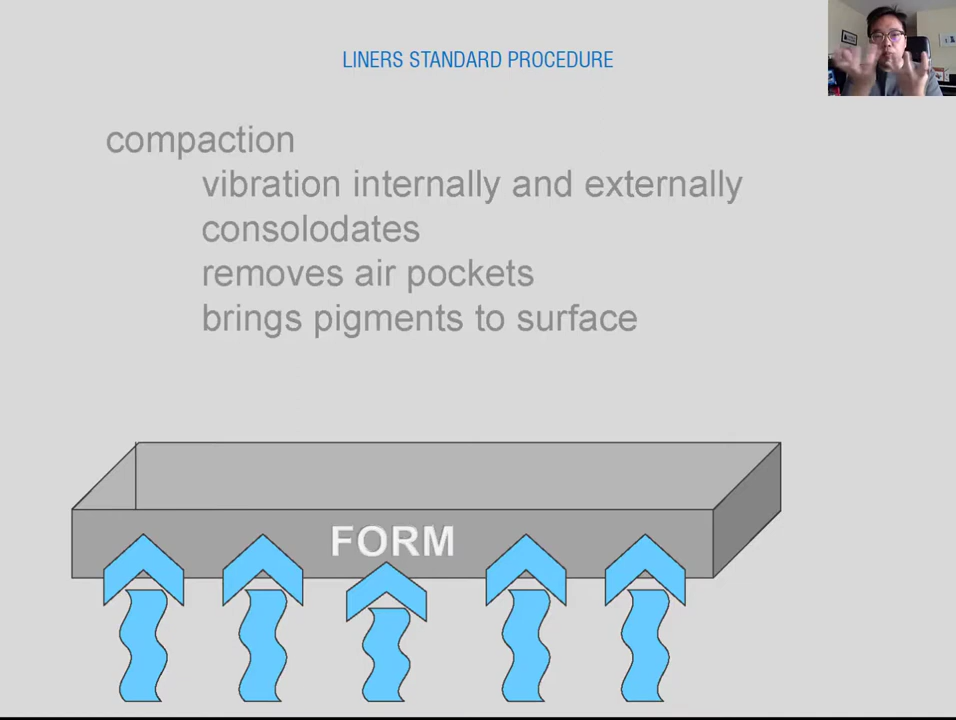 LINERS STANDARD PROCEDURE
compaction
vibration internally and externally
consolodates
removes air pockets
brings pigments to surface
FORM